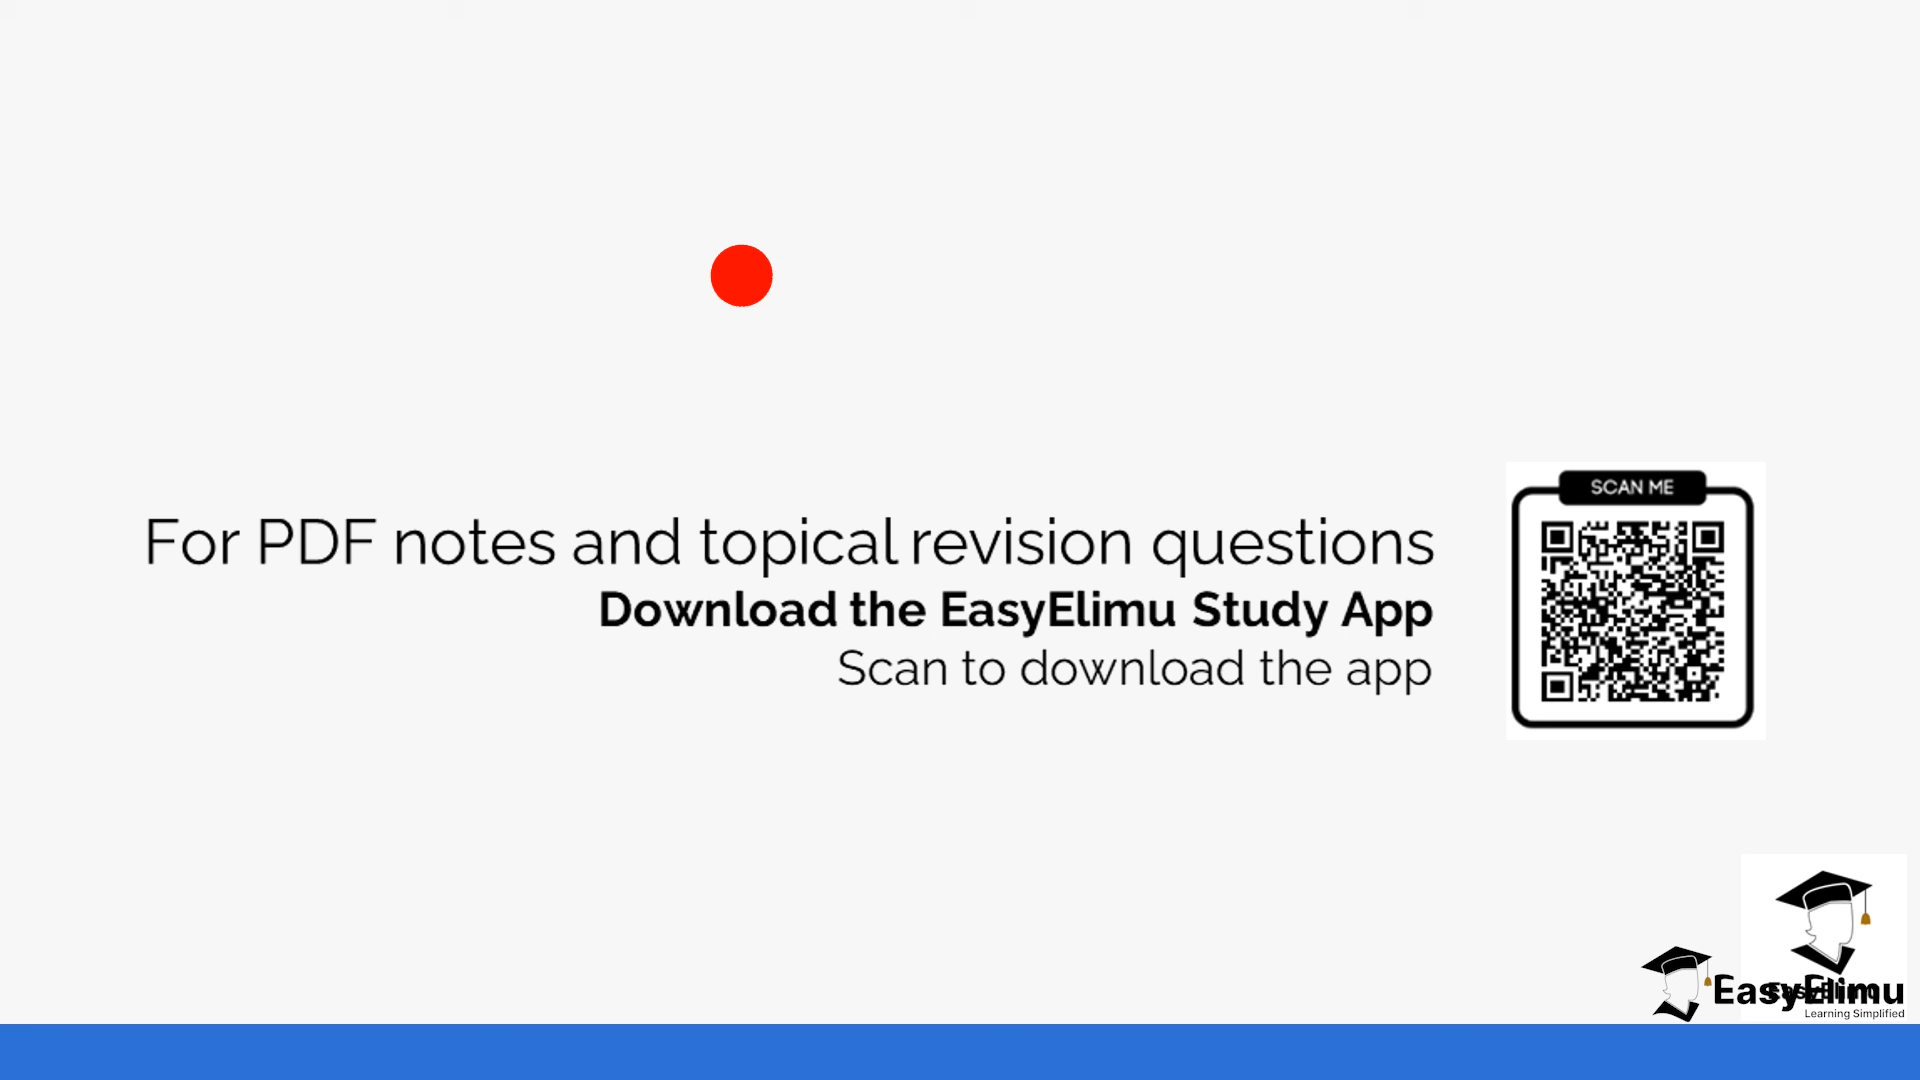 SCAN ME
For PDF notes and topical revision questions
Download the EasyElimu Study App
Scan to download the app
EasyElimu
Learning Simplified